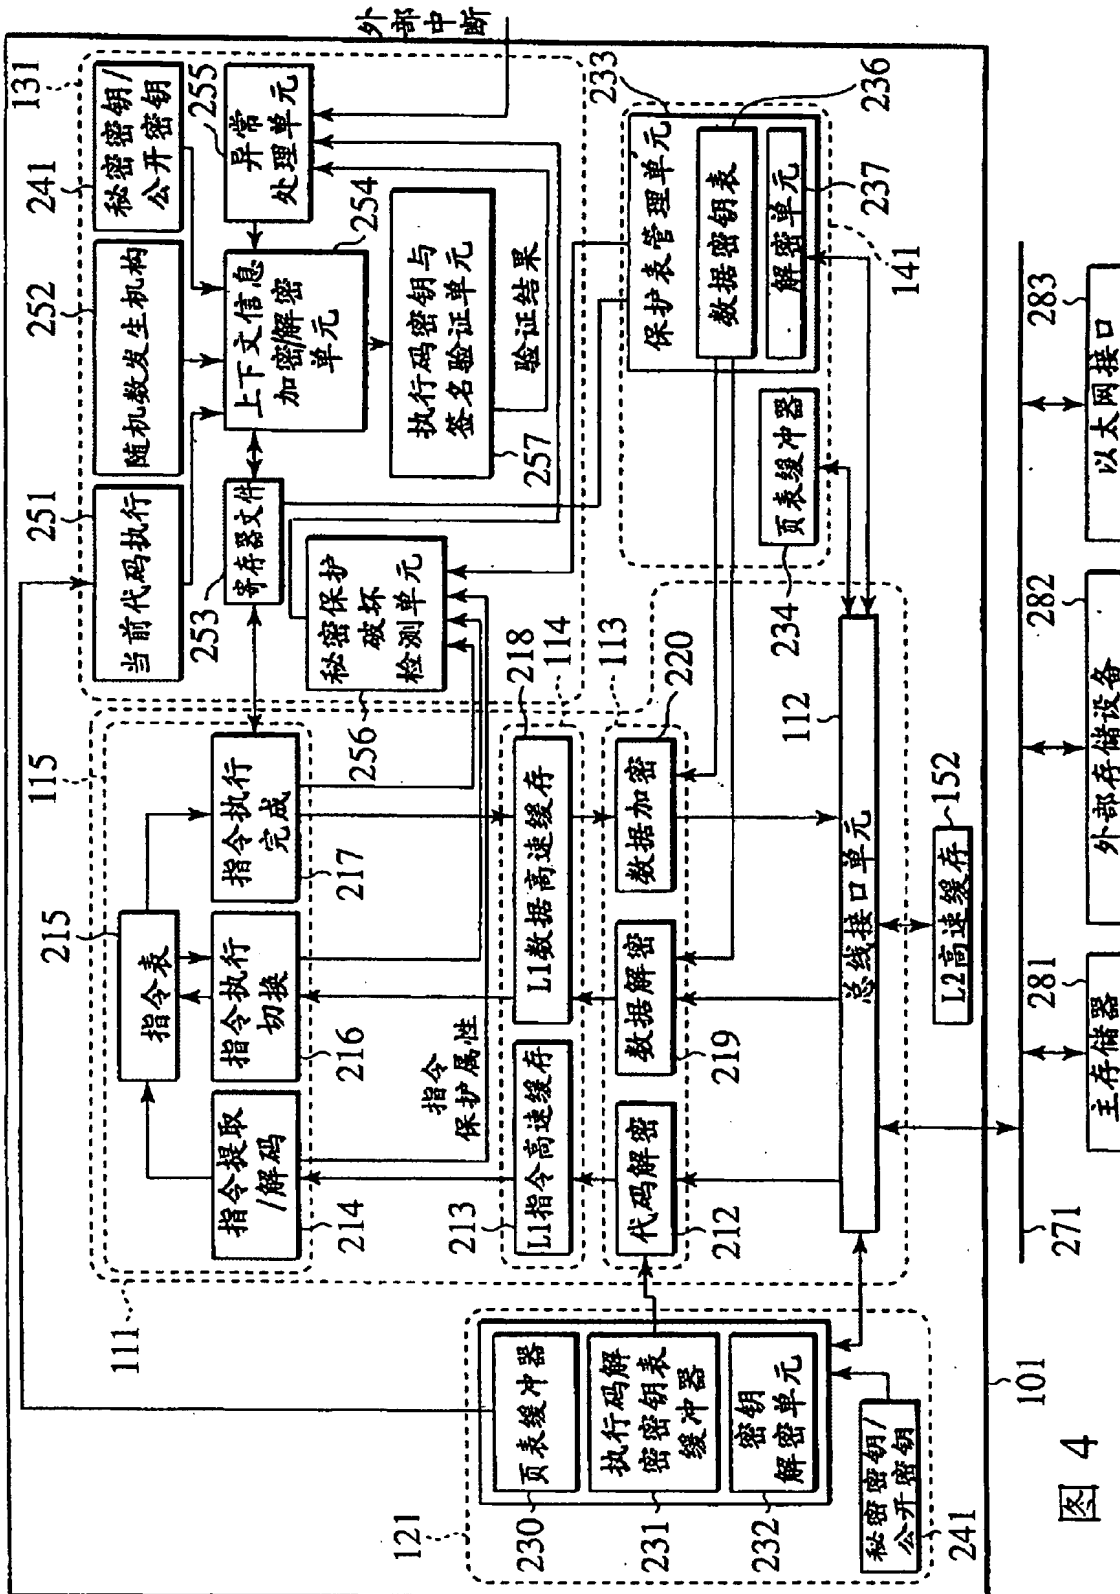 外部中断
131
241
秘密密钥/
公开密钥
255
异常
处理单元
252
随机数发生机构
254
上下文信息
加密/解密
单元
251
当前代码执行
253
寄存器文件
执行码密钥与
签名验证单元
257
验证结果
256
秘密保护
破坏
检测单元
115
215
指令表
指令执行
完成
217
指令执行
切换
216
指令提取
/解码
214
指令
保护属性
111
218
114
L1数据高速缓存
213
L1指令高速缓存
113
220
数据加密
数据解密
219
代码解密
212
233
236
保护表管理单元
数据密钥表
解密单元
237
141
页表缓冲器
234
112
总线接口单元
152
L2高速缓存
121
页表缓冲器
230
执行码解
密密钥表
缓冲器
231
密钥
解密单元
232
秘密密钥/
公开密钥
241
101
271
281
主存储器
282
外部存储设备
283
以太网接口
图 4